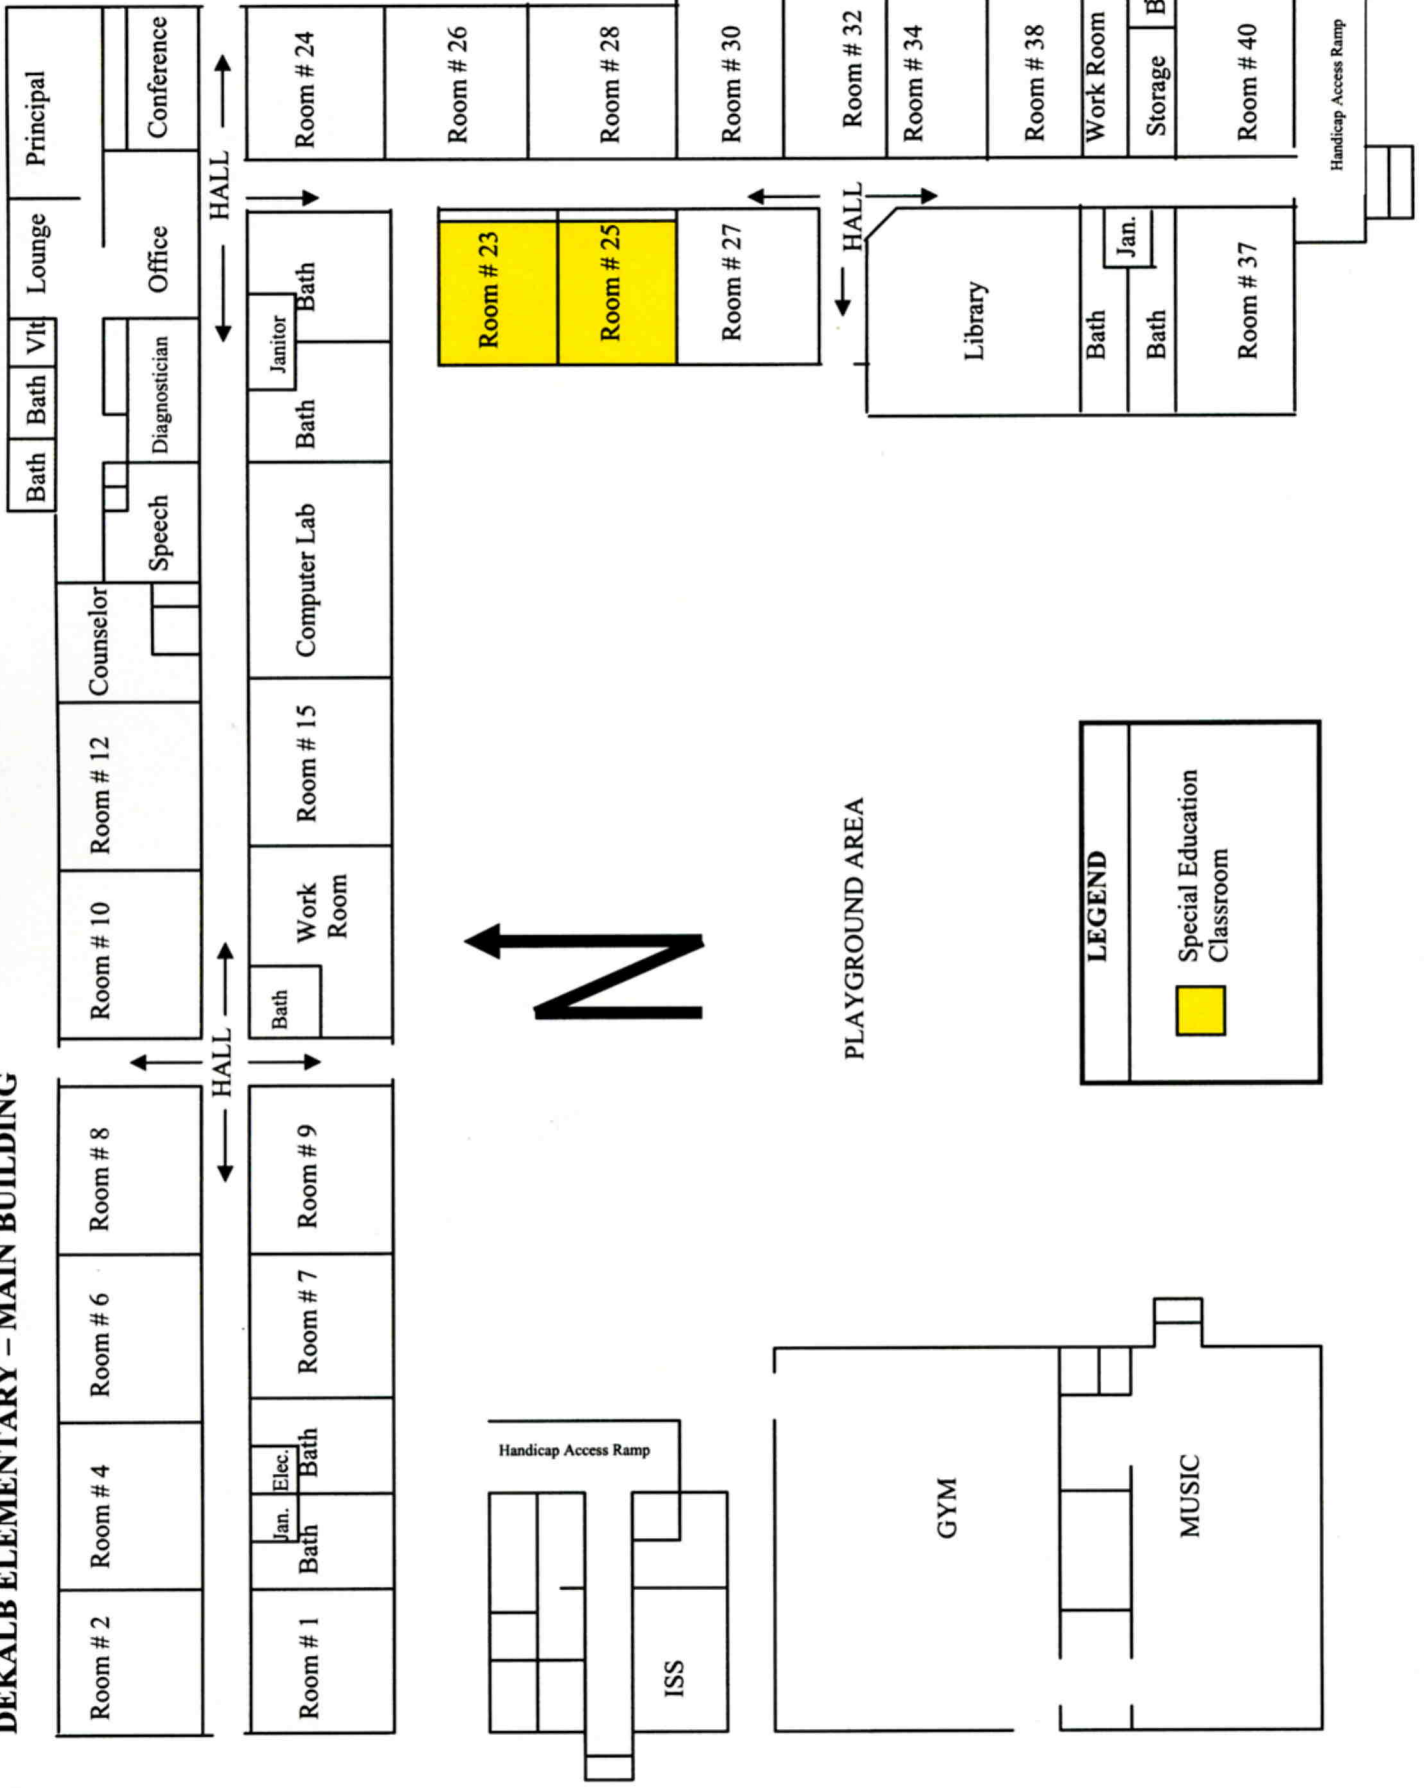 DEKALB ELEMENTARY – MAIN BUILDING
Bath
Bath
Vlt
Lounge
Principal
Room # 2
Room # 4
Room # 6
Room # 8
Room # 10
Room # 12
Counselor
Speech
Diagnostician
Office
Conference
HALL
HALL
Room # 1
Bath
Jan.
Elec.
Bath
Room # 7
Room # 9
Bath
Work
Room
Room # 15
Computer Lab
Bath
Janitor
Bath
Room # 24
Room # 26
Room # 23
Handicap Access Ramp
N
Room # 25
Room # 28
ISS
Room # 27
Room # 30
PLAYGROUND AREA
HALL
Room # 32
Room # 34
GYM
Library
Room # 38
LEGEND
Bath
Work Room
Jan.
Bath
Storage
MUSIC
Special Education
Classroom
Room # 37
Room # 40
Handicap Access Ramp